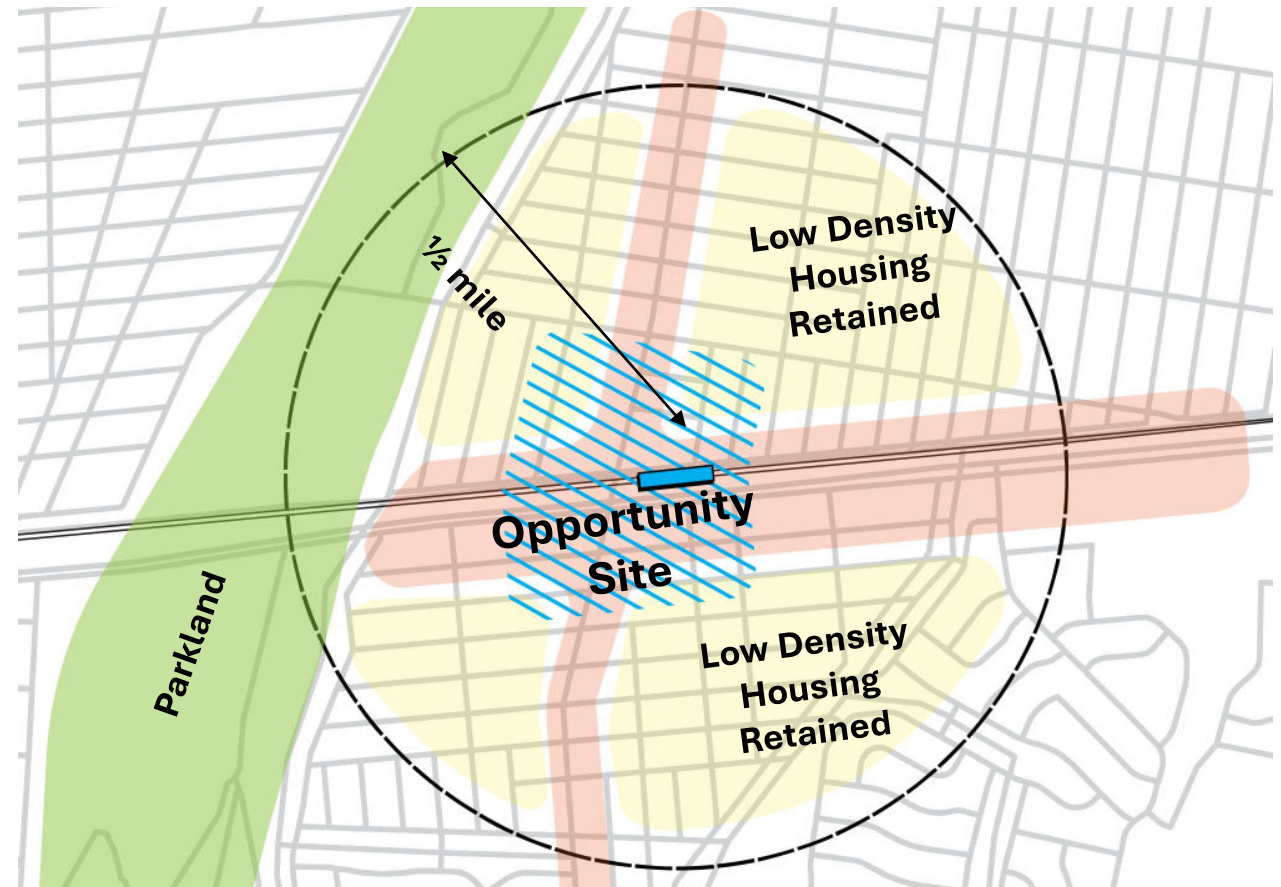 Low Density
Housing
Retained
½ mile
Opportunity
Site
Parkland
Low Density
Housing
Retained